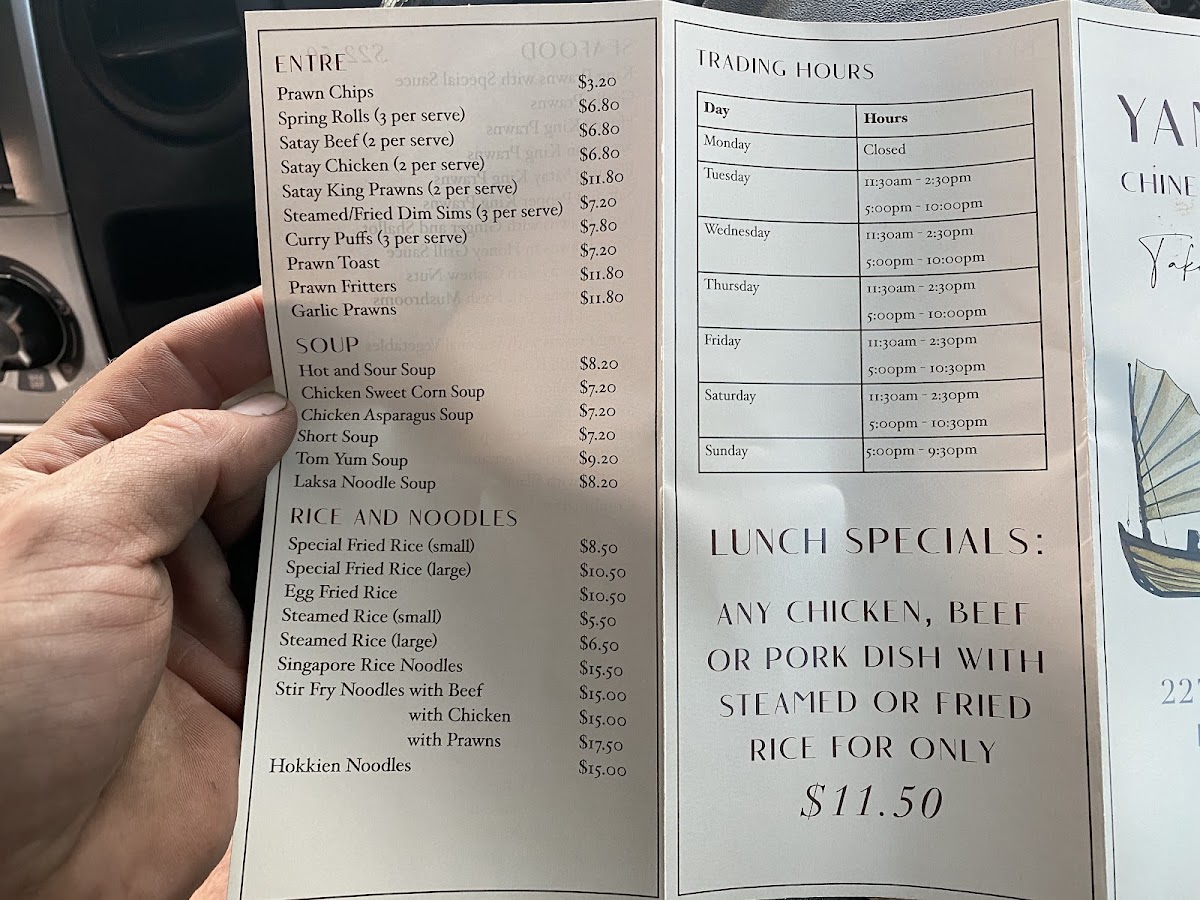 ENTRE
Prawn Chips $3.20
Spring Rolls (3 per serve) $6.80
Satay Beef (2 per serve) $6.80
Satay Chicken (2 per serve) $6.80
Satay King Prawns (2 per serve) $11.80
Steamed/Fried Dim Sims (3 per serve) $7.20
Curry Puffs (3 per serve) $7.80
Prawn Toast $7.20
Prawn Fritters $11.80
Garlic Prawns $11.80
SOUP
Hot and Sour Soup $8.20
Chicken Sweet Corn Soup $7.20
Chicken Asparagus Soup $7.20
Short Soup $7.20
Tom Yum Soup $9.20
Laksa Noodle Soup $8.20
RICE AND NOODLES
Special Fried Rice (small) $8.50
Special Fried Rice (large) $10.50
Egg Fried Rice $10.50
Steamed Rice (small) $5.50
Steamed Rice (large) $6.50
Singapore Rice Noodles $15.50
Stir Fry Noodles with Beef $15.00
with Chicken $15.00
with Prawns $17.50
Hokkien Noodles $15.00
TRADING HOURS
Day Hours
Monday Closed
Tuesday 11:30am - 2:30pm
5:00pm - 10:00pm
Wednesday 11:30am - 2:30pm
5:00pm - 10:00pm
Thursday 11:30am - 2:30pm
5:00pm - 10:00pm
Friday 11:30am - 2:30pm
5:00pm - 10:30pm
Saturday 11:30am - 2:30pm
5:00pm - 10:30pm
Sunday 5:00pm - 9:30pm
LUNCH SPECIALS:
ANY CHICKEN, BEEF
OR PORK DISH WITH
STEAMED OR FRIED
RICE FOR ONLY
$11.50
YAN
CHINE
Tak
227